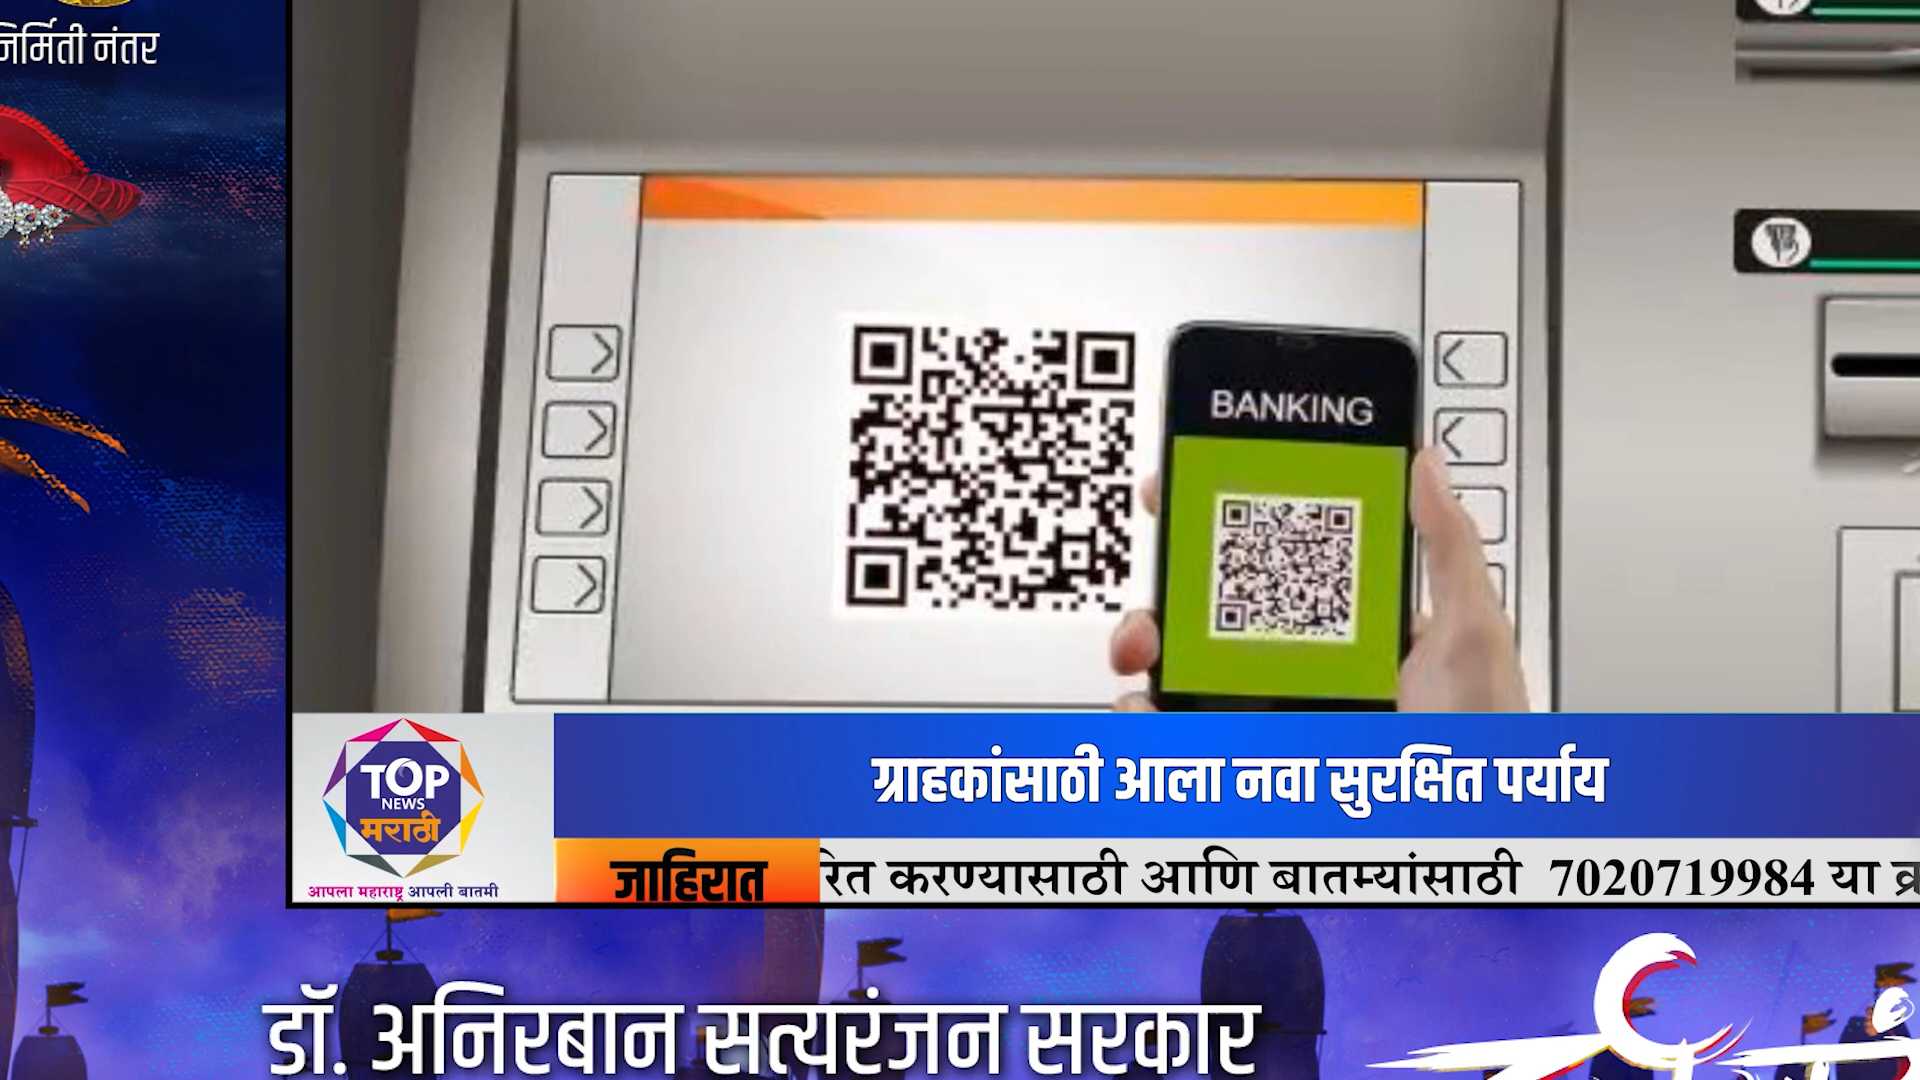 निर्मिती नंतर
BANKING
TOP
NEWS
मराठी
आपला महाराष्ट्र आपली बातमी
ग्राहकांसाठी आला नवा सुरक्षित पर्याय
जाहिरात
करण्यासाठी आणि बातम्यांसाठी 7020719984 या
डॉ. अनिरबान सत्यरंजन सरकार